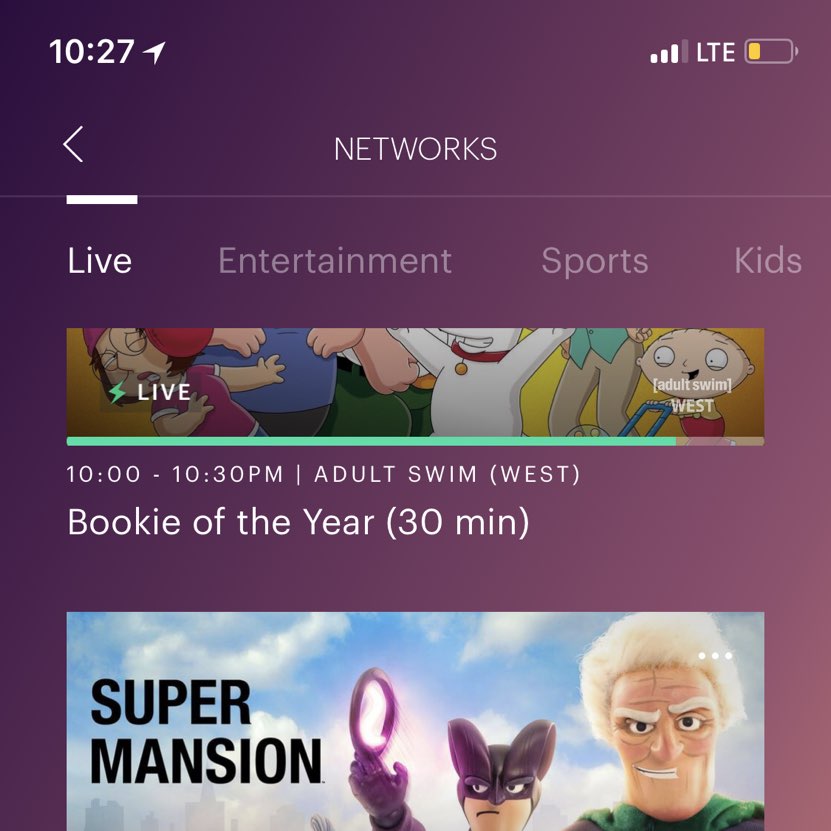 10:27 LTE
NETWORKS
Live Entertainment Sports Kids
LIVE
[adult swim]
WEST
10:00 - 10:30PM | ADULT SWIM (WEST)
Bookie of the Year (30 min)
SUPER
MANSION